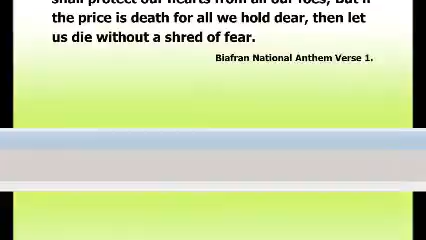 shall protect our hearts from all our foes, But if
the price is death for all we hold dear, then let
us die without a shred of fear.
Biafran National Anthem Verse 1.